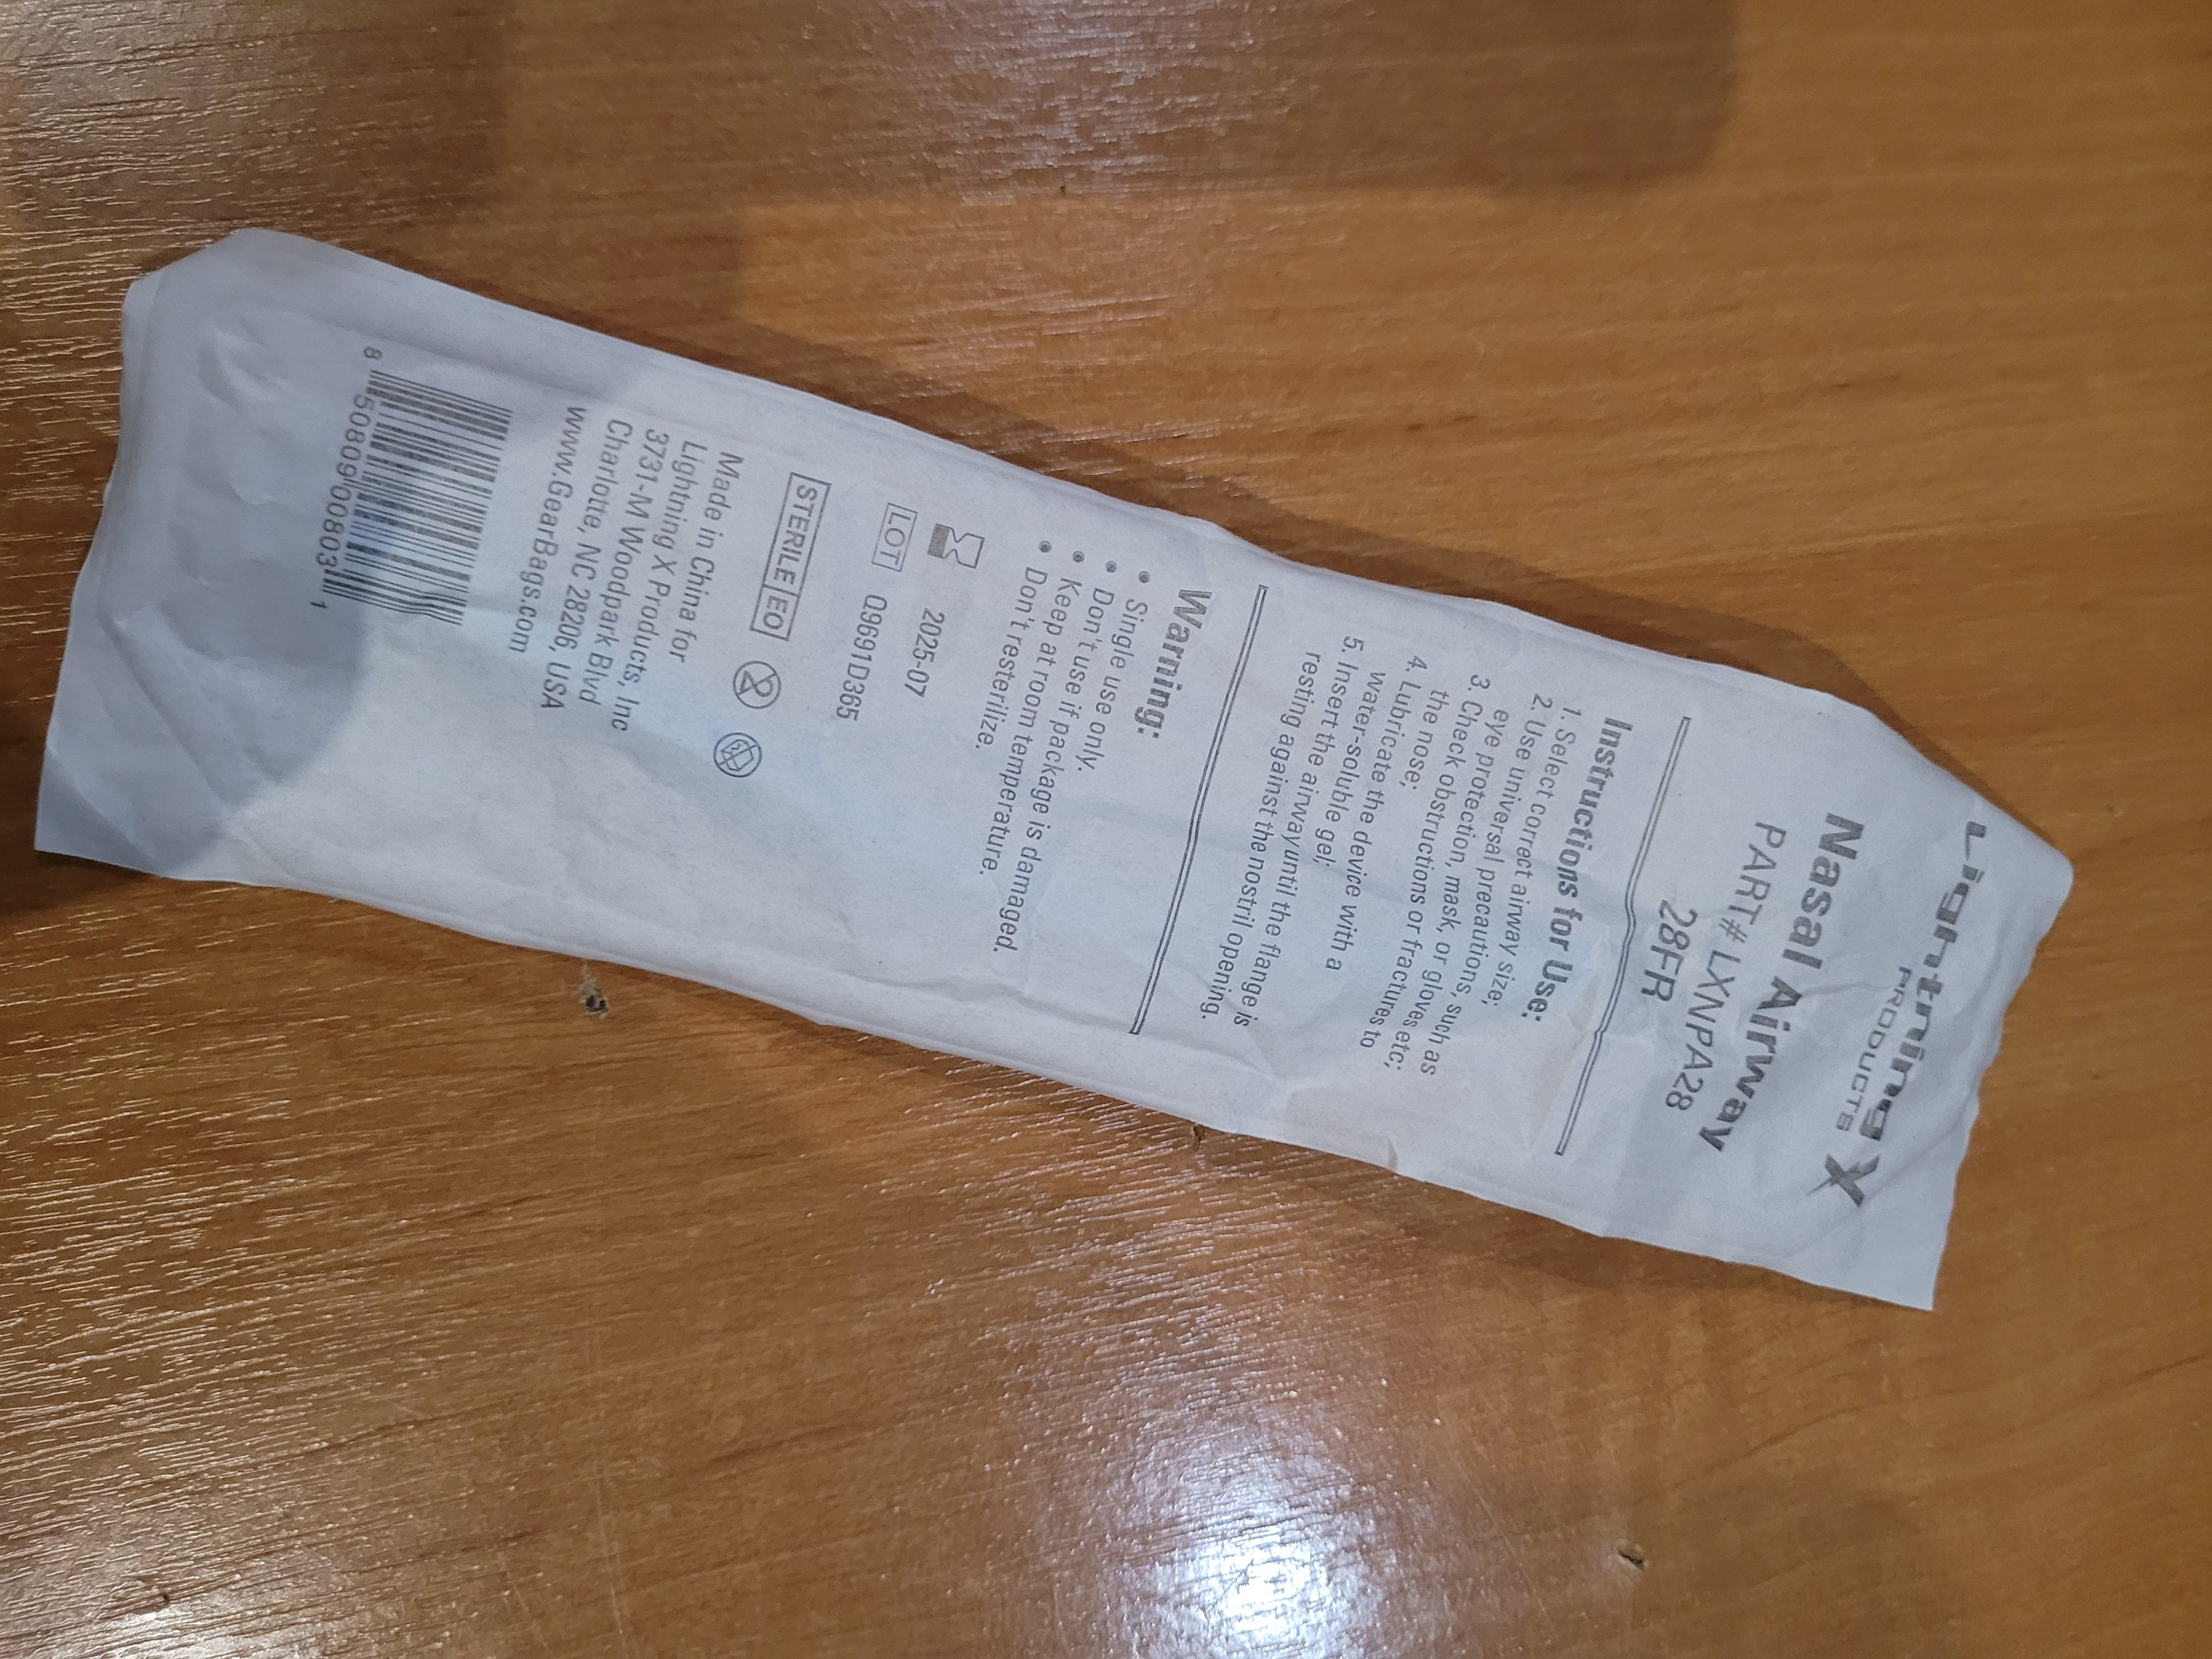 Lightning X
PRODUCTS
Nasal Airway
PART# LXNPA28
28FR
Instructions for Use:
1. Select correct airway size;
2. Use universal precautions, such as
eye protection, mask, or gloves etc;
3. Check obstructions or fractures to
the nose;
4. Lubricate the device with a
water-soluble gel;
5. Insert the airway until the flange is
resting against the nostril opening.
Warning:
• Single use only.
• Don't use if package is damaged.
• Keep at room temperature.
• Don't resterilize.
2025-07
LOT Q9691D365
STERILE EO 2
Made in China for
Lightning X Products, Inc
3731-M Woodpark Blvd
Charlotte, NC 28206, USA
www.GearBags.com
8 50809 00803 1